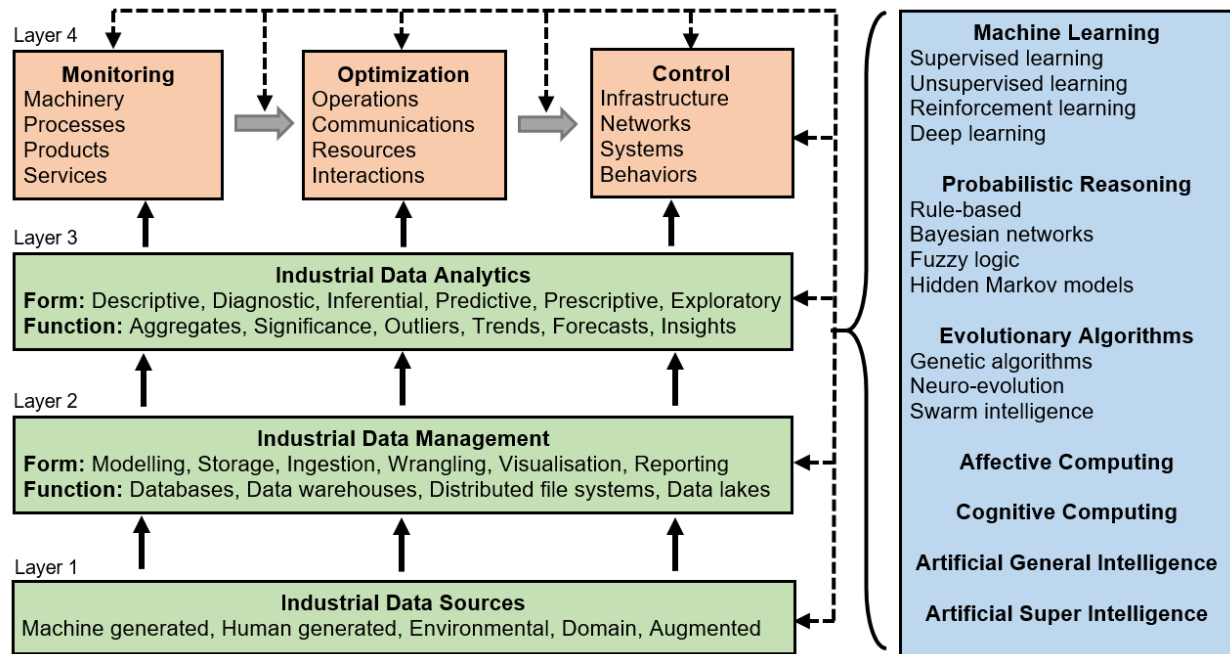 Layer 4
Monitoring
Machinery
Processes
Products
Services
Optimization
Operations
Communications
Resources
Interactions
Control
Infrastructure
Networks
Systems
Behaviors
Layer 3
Industrial Data Analytics
Form: Descriptive, Diagnostic, Inferential, Predictive, Prescriptive, Exploratory
Function: Aggregates, Significance, Outliers, Trends, Forecasts, Insights
Layer 2
Industrial Data Management
Form: Modelling, Storage, Ingestion, Wrangling, Visualisation, Reporting
Function: Databases, Data warehouses, Distributed file systems, Data lakes
Layer 1
Industrial Data Sources
Machine generated, Human generated, Environmental, Domain, Augmented
Machine Learning
Supervised learning
Unsupervised learning
Reinforcement learning
Deep learning
Probabilistic Reasoning
Rule-based
Bayesian networks
Fuzzy logic
Hidden Markov models
Evolutionary Algorithms
Genetic algorithms
Neuro-evolution
Swarm intelligence
Affective Computing
Cognitive Computing
Artificial General Intelligence
Artificial Super Intelligence